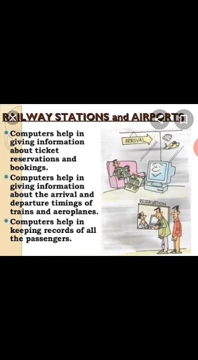 RAILWAY STATIONS and AIRPORTS
Computers help in
giving information
about ticket
reservations and
bookings.
Computers help in
giving information
about the arrival and
departure timings of
trains and aeroplanes.
Computers help in
keeping records of all
the passengers.
ARRIVAL
RESERVATION